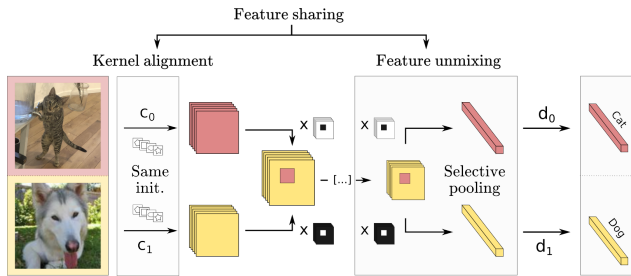 Feature sharing
Kernel alignment
Feature unmixing
c0
x
x
d0
Cat
Same
init.
[...]
Selective
pooling
c1
x
x
d1
Dog